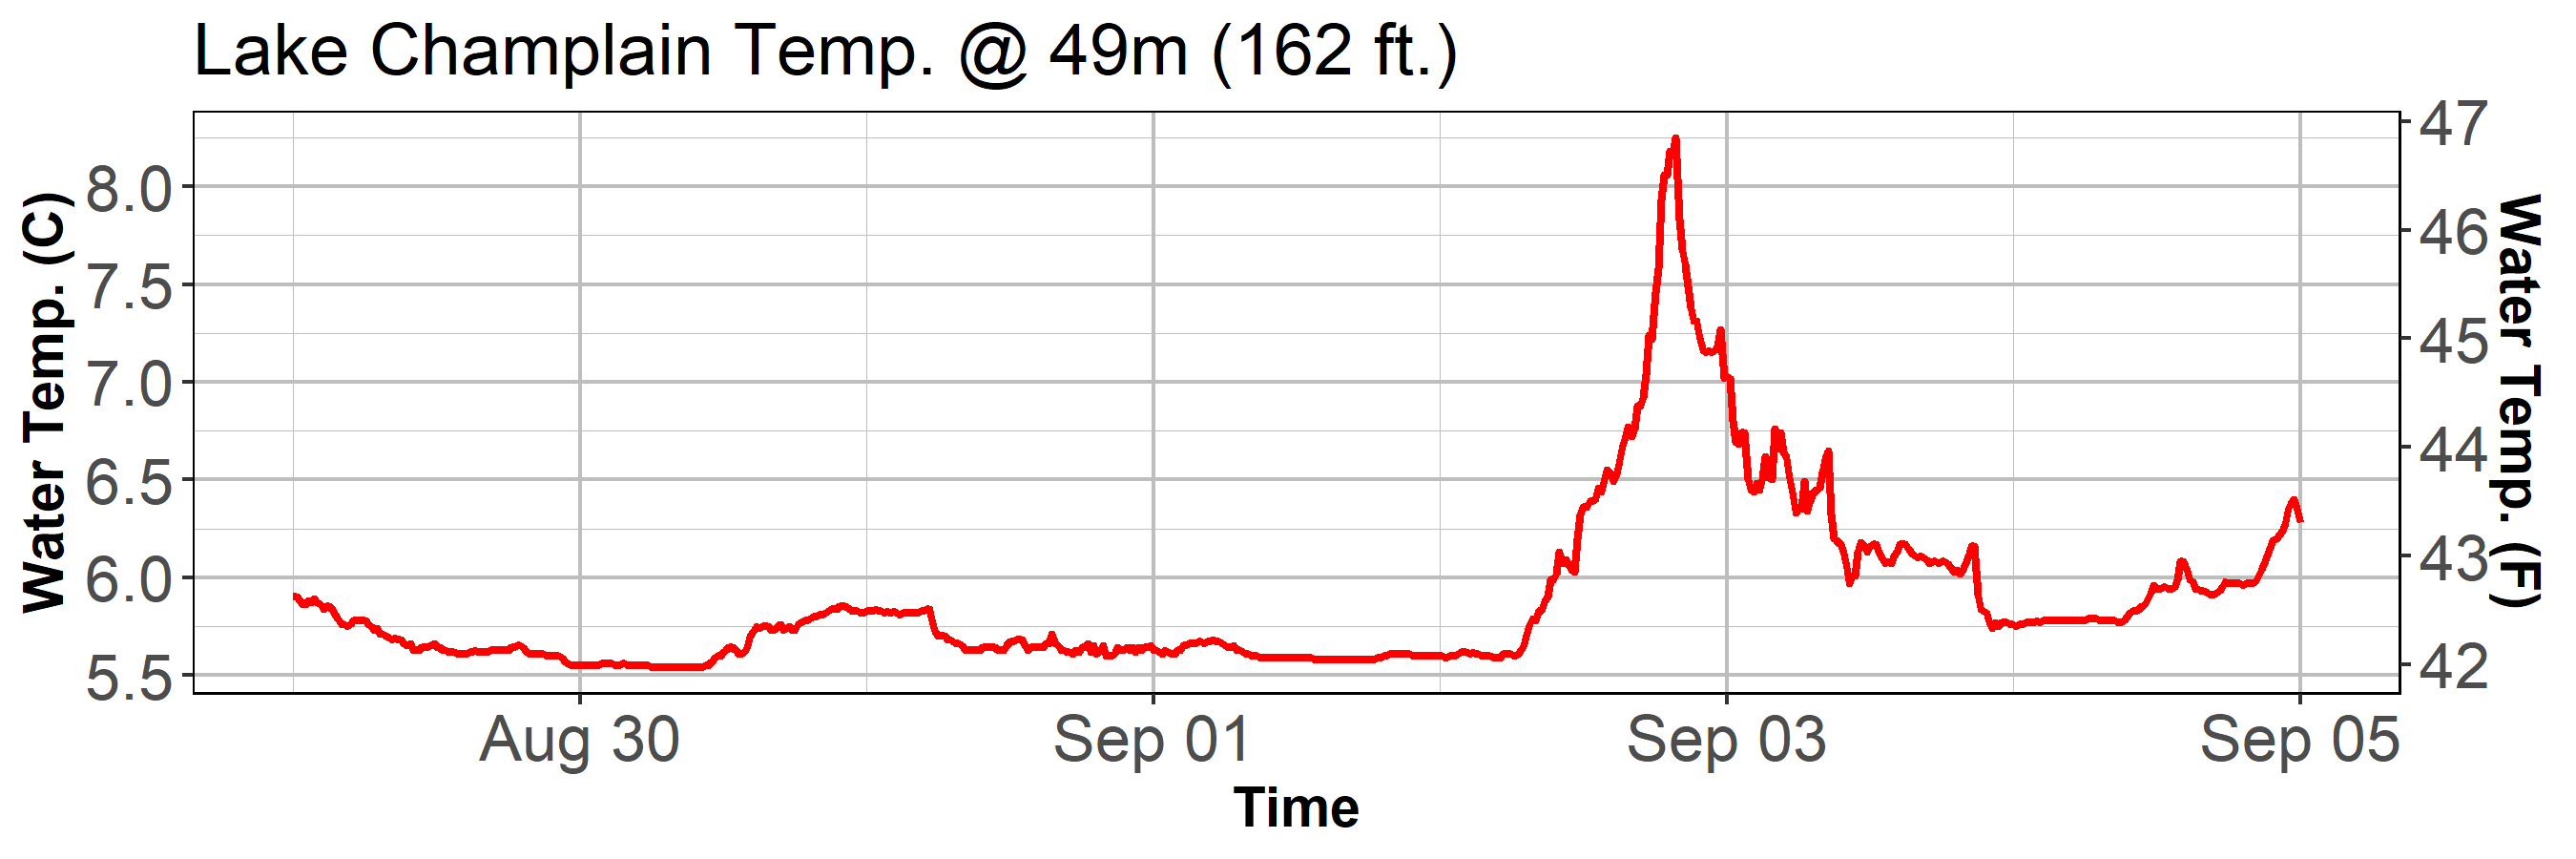 Lake Champlain Temp. @ 49m (162 ft.)
Water Temp. (C)
8.0
7.5
7.0
6.5
6.0
5.5
47
46
45
44
43
42
Water Temp. (F)
Aug 30 Sep 01 Sep 03 Sep 05
Time